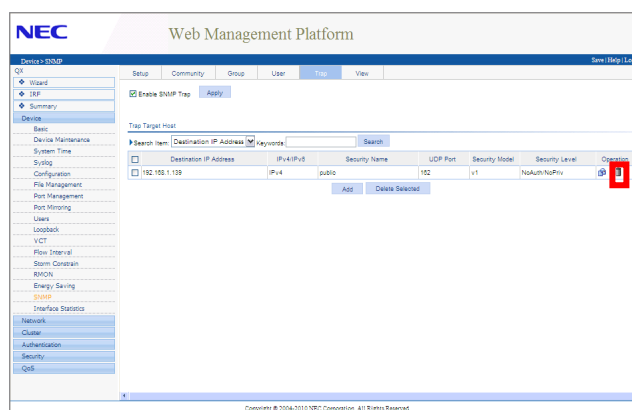 NEC
Web Management Platform
Device > SNMP
Save | Help | Lo
QX
Wizard
IRF
Summary
Device
Basic
Device Maintenance
System Time
Syslog
Configuration
File Management
Port Management
Port Mirroring
Users
Loopback
VCT
Flow Interval
Storm Constrain
RMON
Energy Saving
SNMP
Interface Statistics
Network
Cluster
Authentication
Security
QoS
Setup Community Group User Trap View
Enable SNMP Trap Apply
Trap Target Host
Search Item: Destination IP Address Keywords: Search
Destination IP Address IPv4/IPv6 Security Name UDP Port Security Model Security Level Operation
192.168.1.139 IPv4 public 162 v1 NoAuth/NoPriv
Add Delete Selected
Copyright © 2004-2010 NEC Corporation. All Rights Reserved.